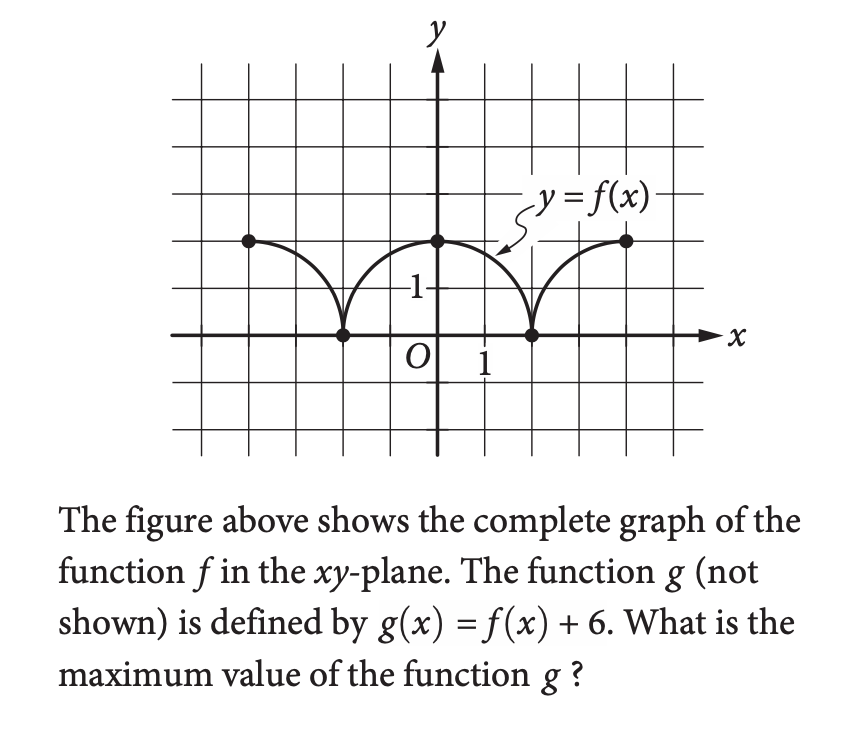 y
y = f(x)
1
x
O
1
The figure above shows the complete graph of the
function f in the xy-plane. The function g (not
shown) is defined by g(x) = f(x) + 6. What is the
maximum value of the function g ?